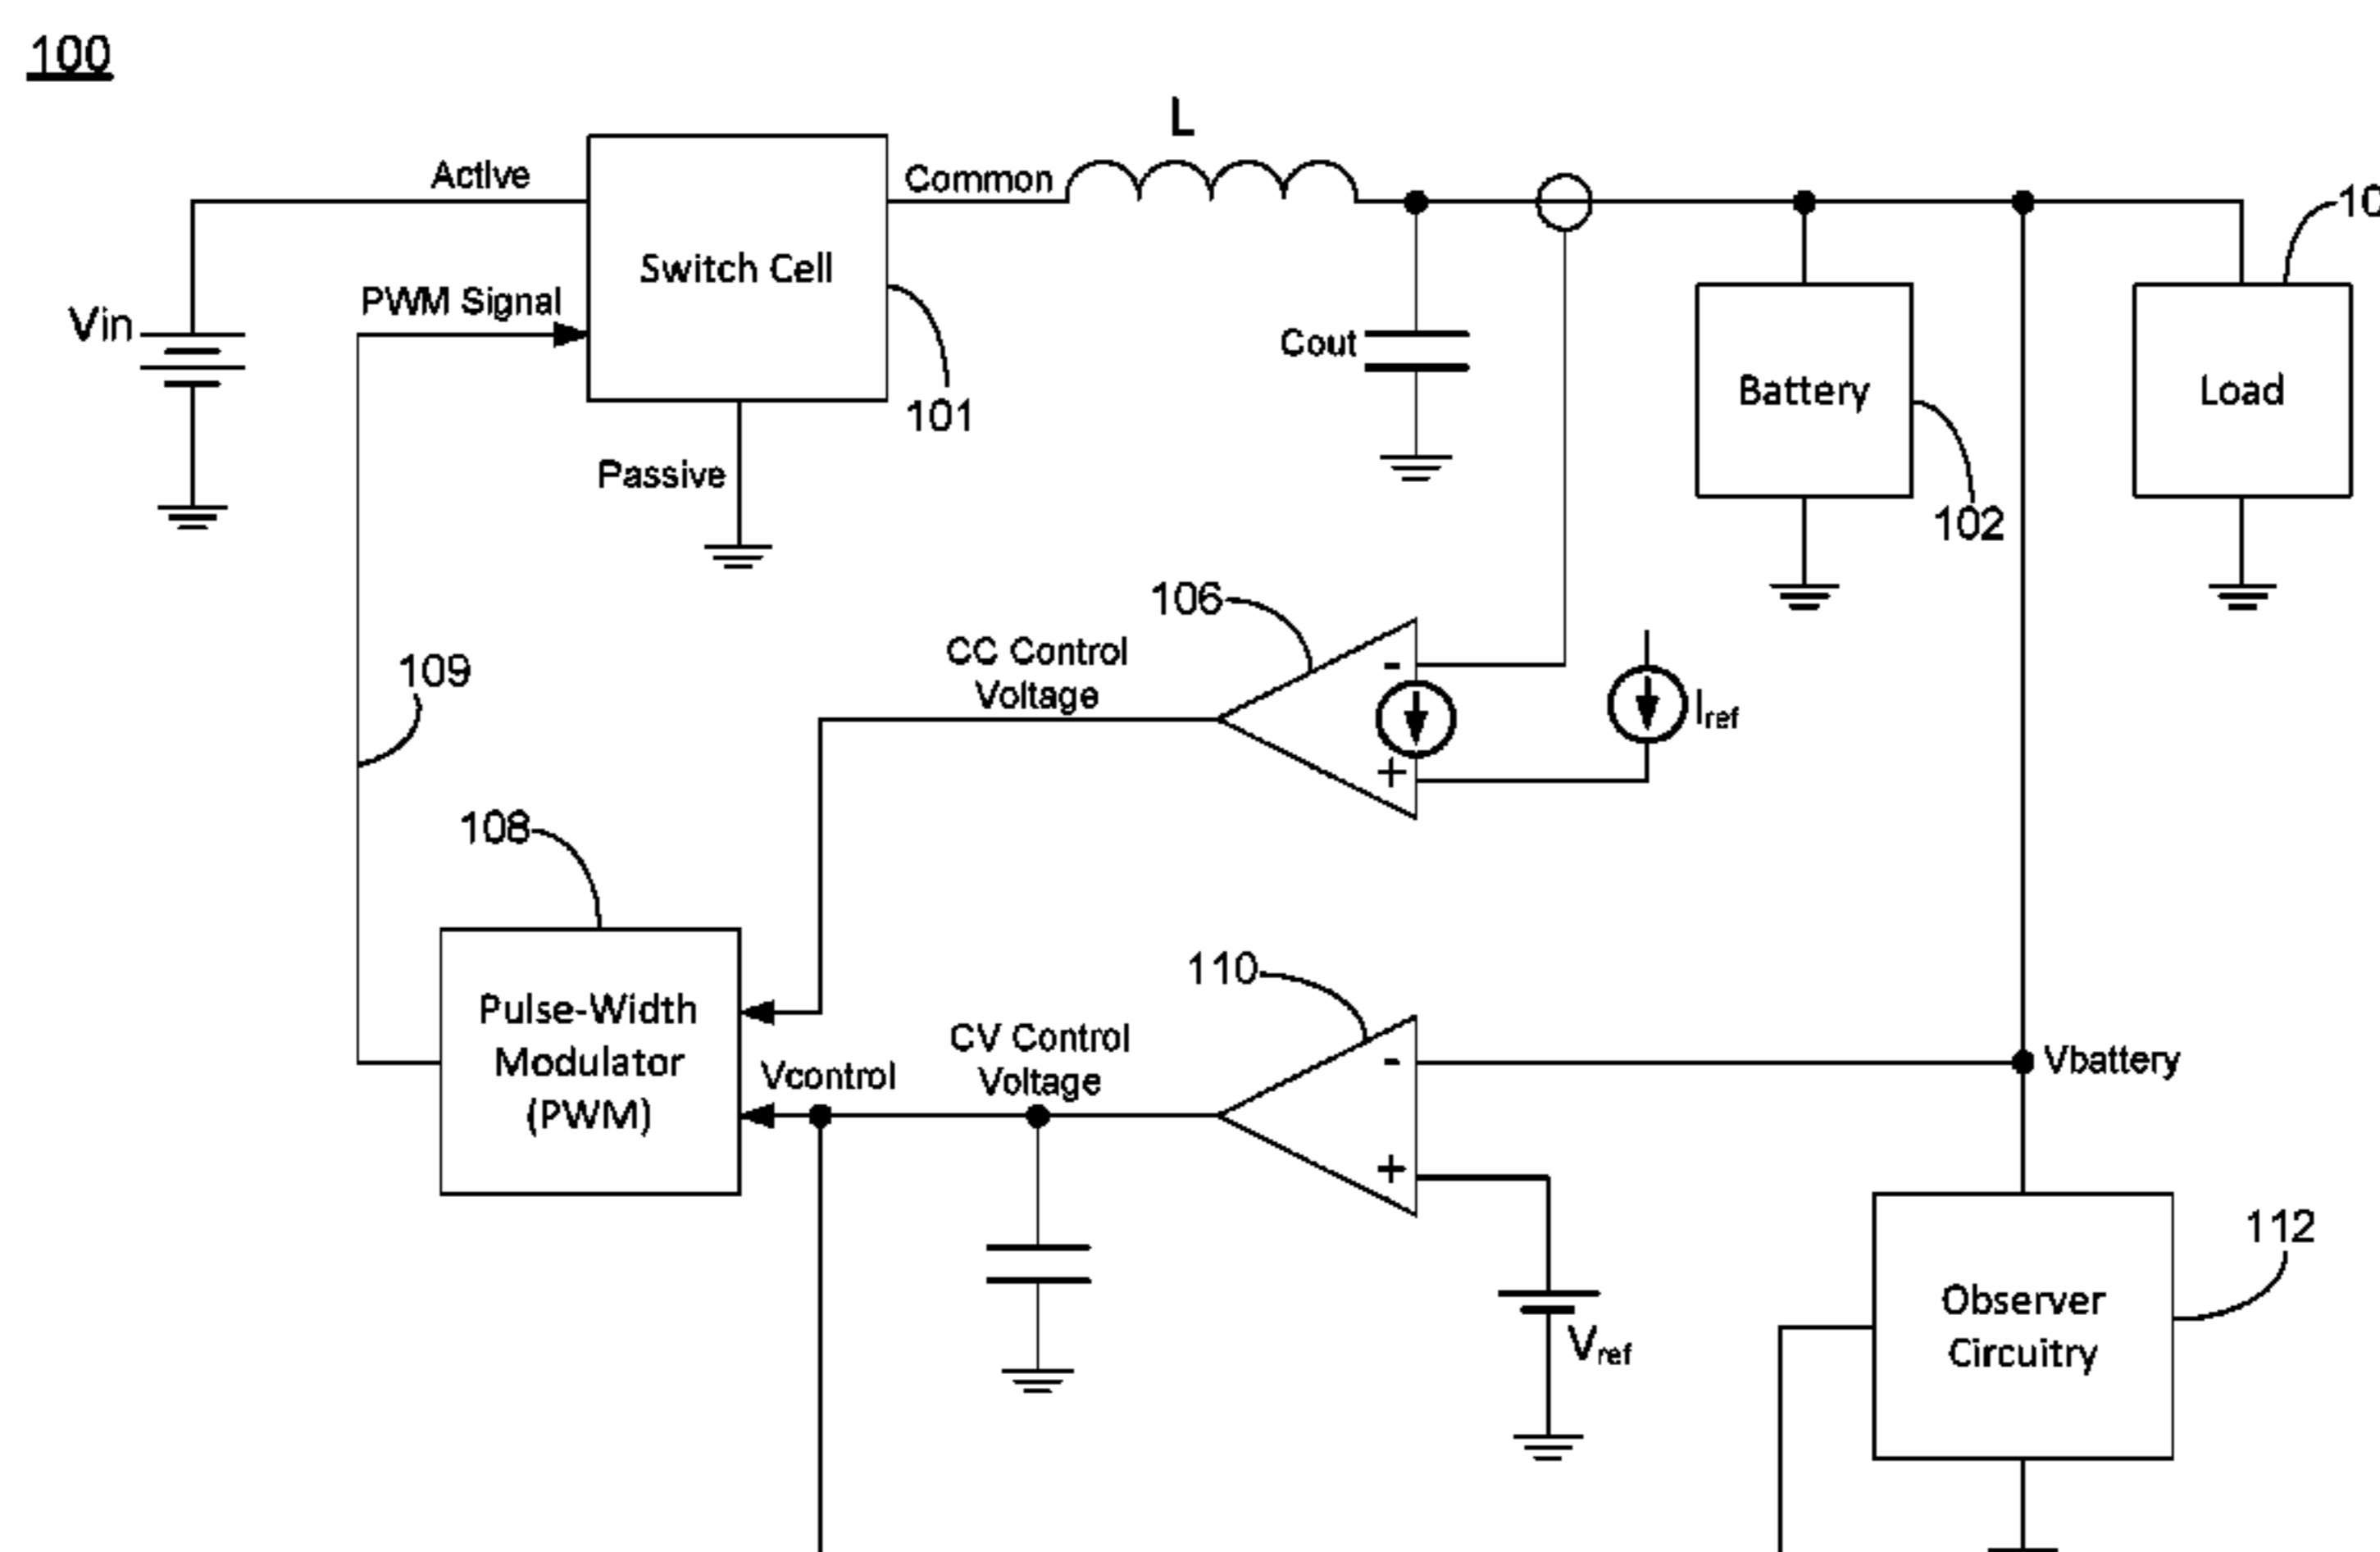 100
L
Active
Common
Switch Cell
PWM Signal
Vin
Cout
Battery
Load
101
Passive
102
106
CC Control
Voltage
-
Iref
+
109
108
110
Pulse-Width
Modulator
(PWM)
CV Control
Voltage
Vcontrol
-
Vbattery
+
112
Observer
Circuitry
Vref